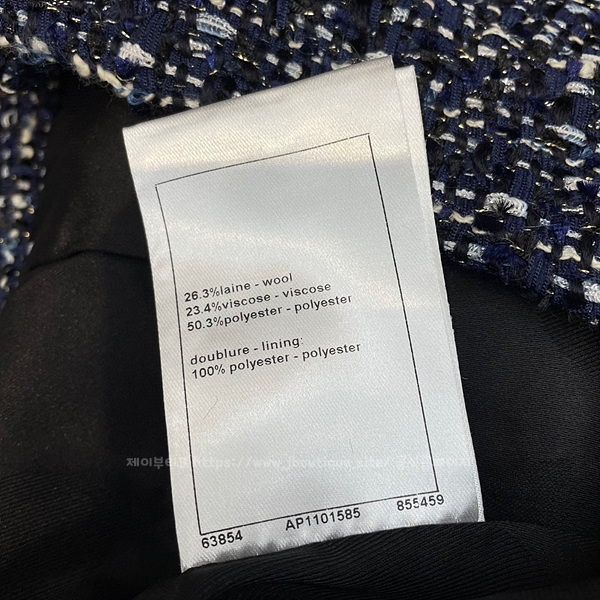 26.3%laine - wool
23.4%viscose - viscose
50.3%polyester - polyester
doublure - lining:
100% polyester - polyester
63854 AP1101585 855459